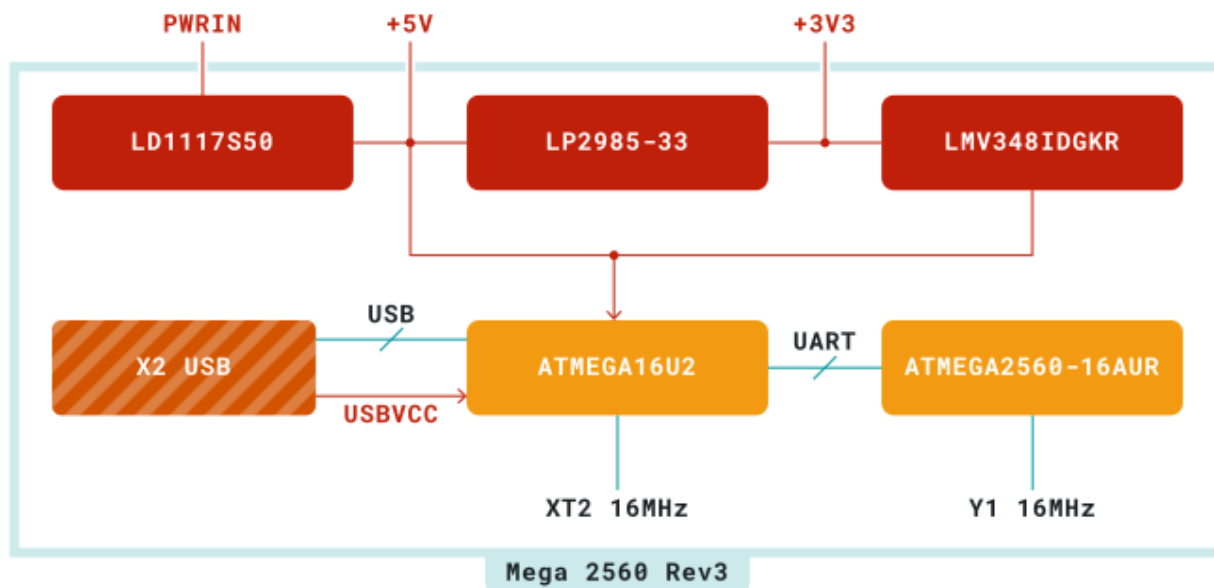 PWRIN
+5V
+3V3
LD1117S50
LP2985-33
LMV348IDGKR
USB
UART
X2 USB
ATMEGA16U2
ATMEGA2560-16AUR
USBVCC
XT2 16MHz
Y1 16MHz
Mega 2560 Rev3